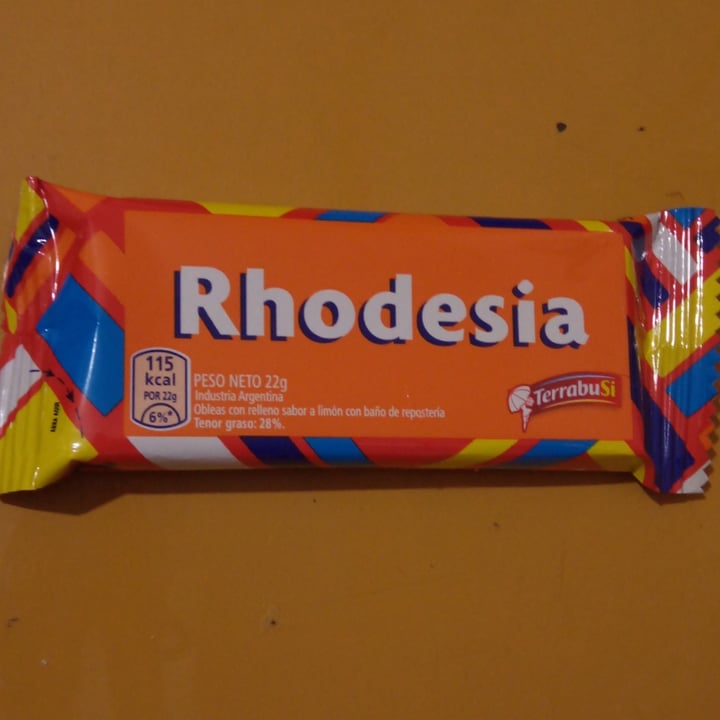 Rhodesia
115
kcal
POR 22g
6%*
PESO NETO 22g
Industria Argentina
Obleas con relleno sabor a limón con baño de repostería
Tenor graso: 28%.
TerrabuSi